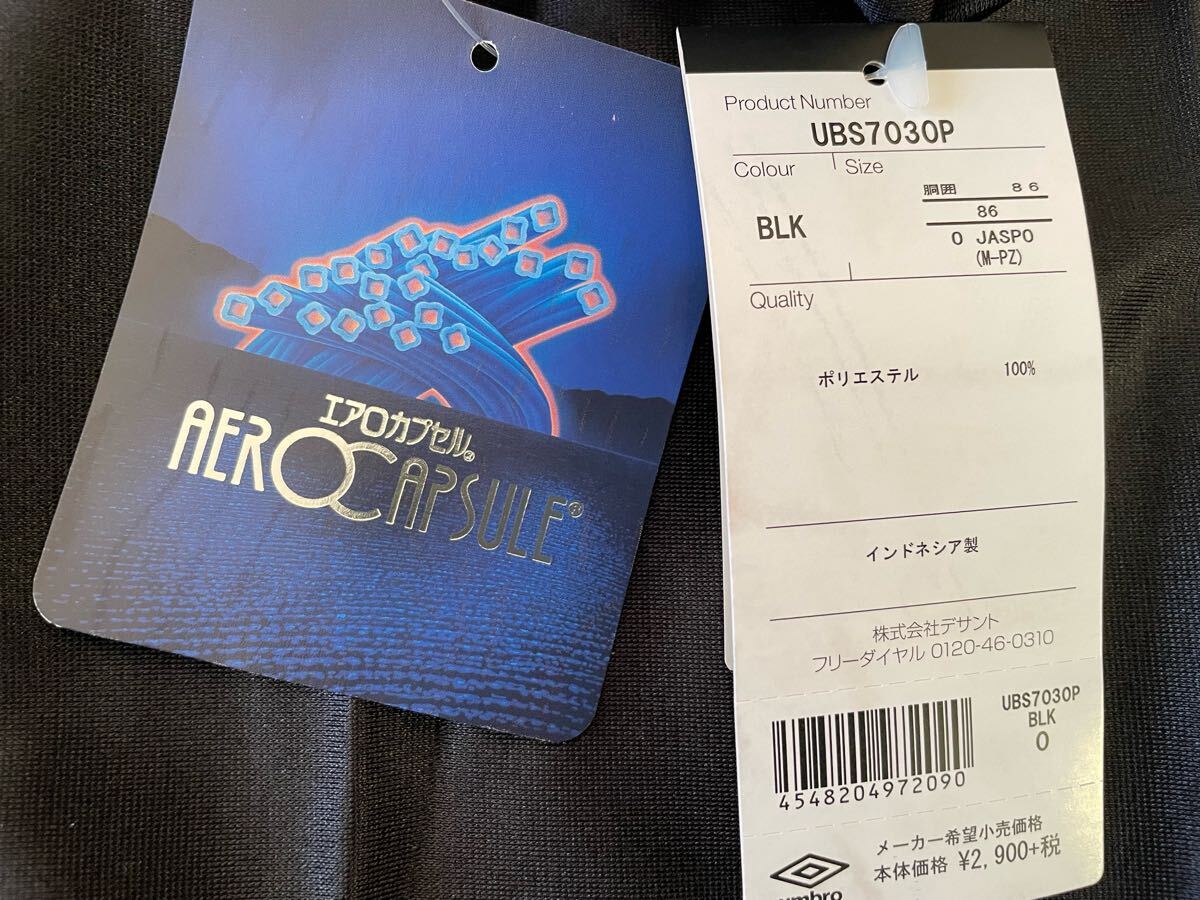 エアロカプセル®
AEROCAPSULE®
Product Number
UBS7030P
Colour
Size
BLK
胴囲 86
86
O JASPO
(M-PZ)
Quality
ポリエステル 100%
インドネシア製
株式会社デサント
フリーダイヤル 0120-46-0310
UBS7030P
BLK
O
4548204972090
メーカー希望小売価格
本体価格 ¥2,900+税
umbro